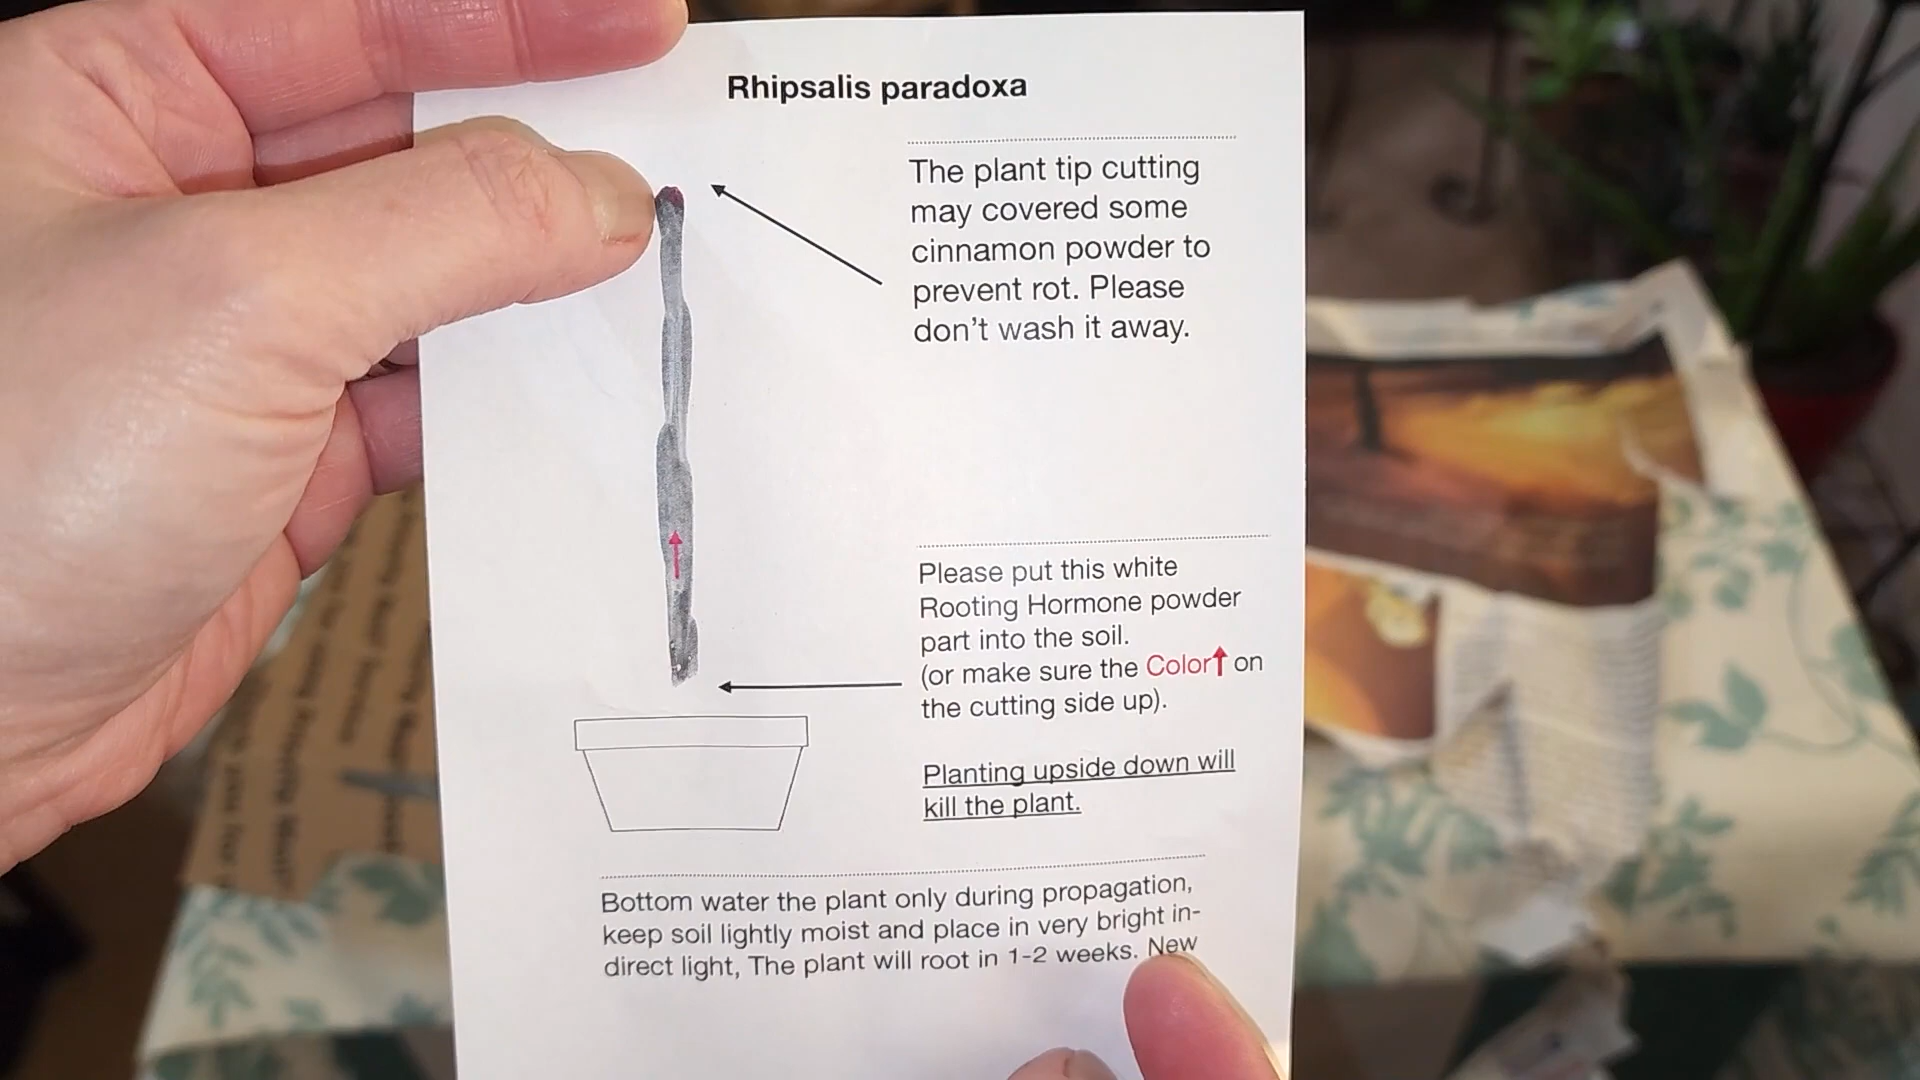 Rhipsalis paradoxa
The plant tip cutting
may covered some
cinnamon powder to
prevent rot. Please
don't wash it away.
Please put this white
Rooting Hormone powder
part into the soil.
(or make sure the Color↑ on
the cutting side up).
Planting upside down will
kill the plant.
Bottom water the plant only during propagation,
keep soil lightly moist and place in very bright in-
direct light, The plant will root in 1-2 weeks. New